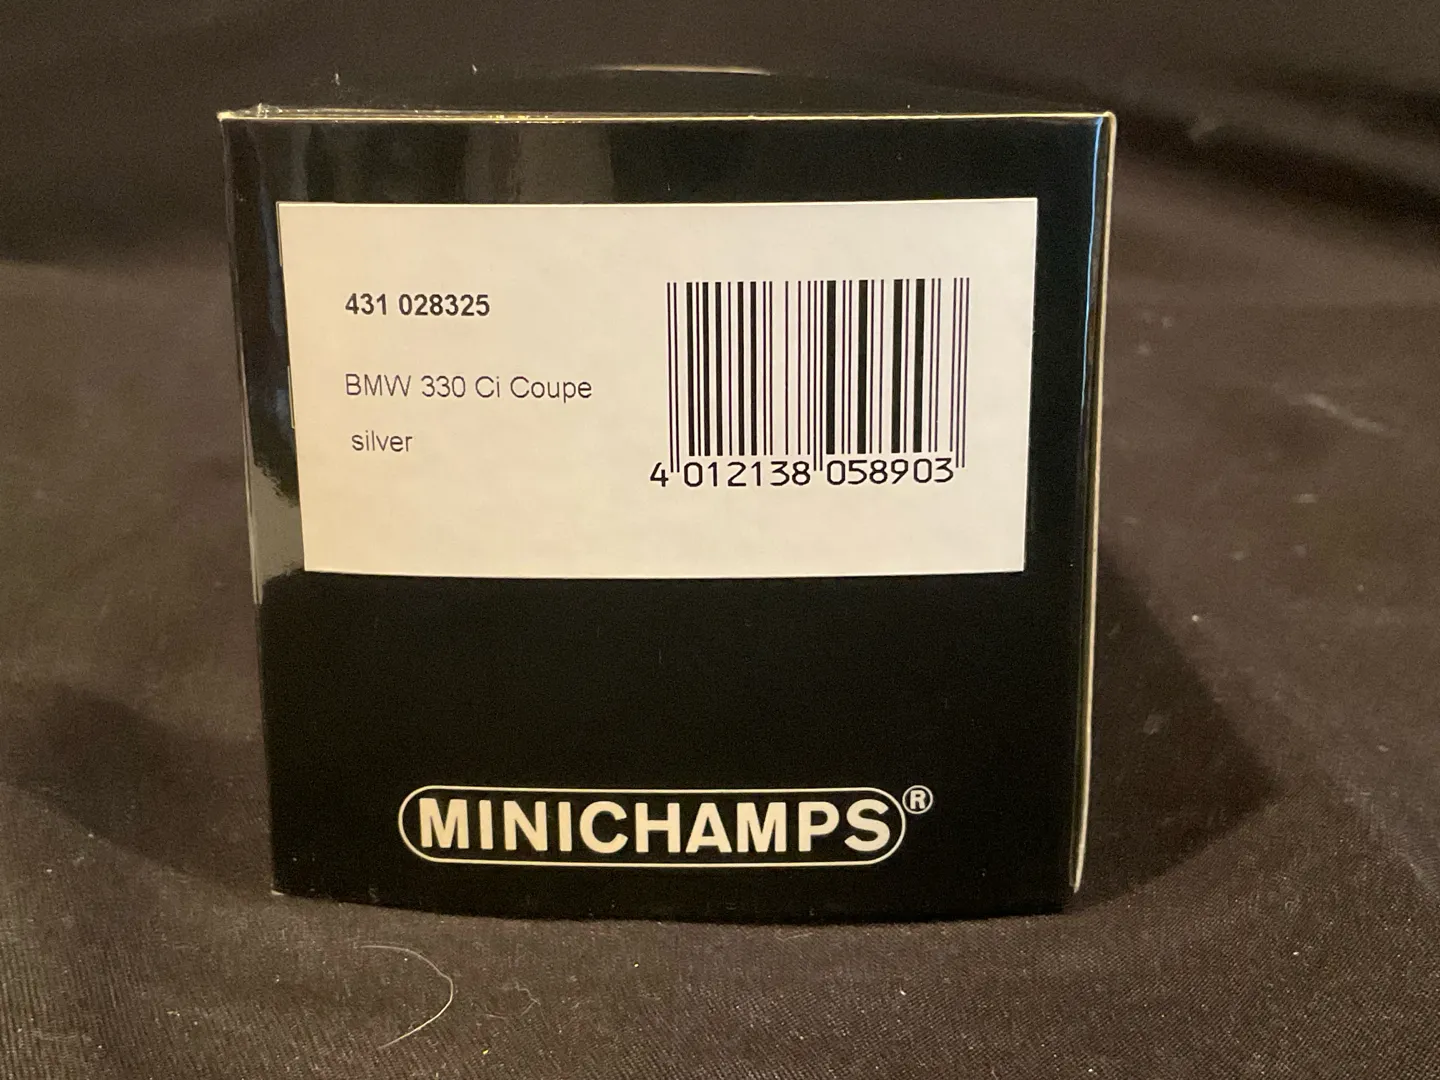 431 028325
BMW 330 Ci Coupe
silver
4 012138 058903
MINICHAMPS®